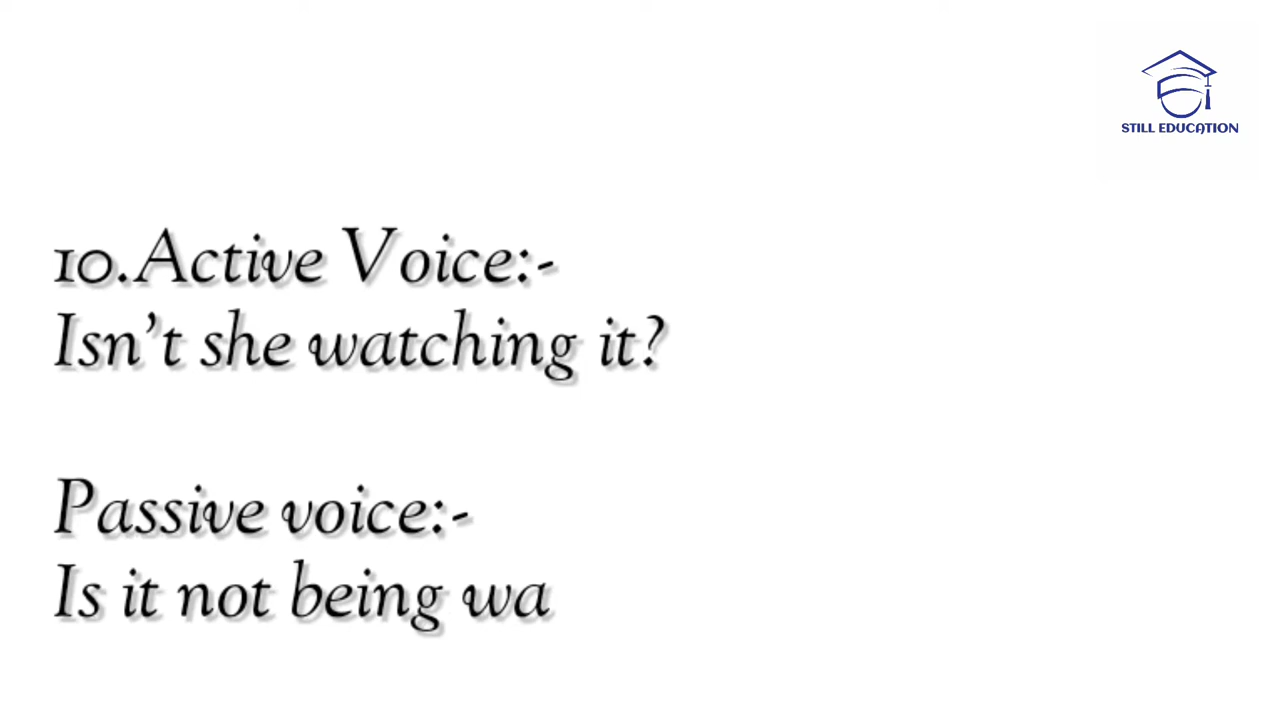 STILL EDUCATION
10.Active Voice:-
Isn't she watching it?
Passive voice:-
Is it not being wa